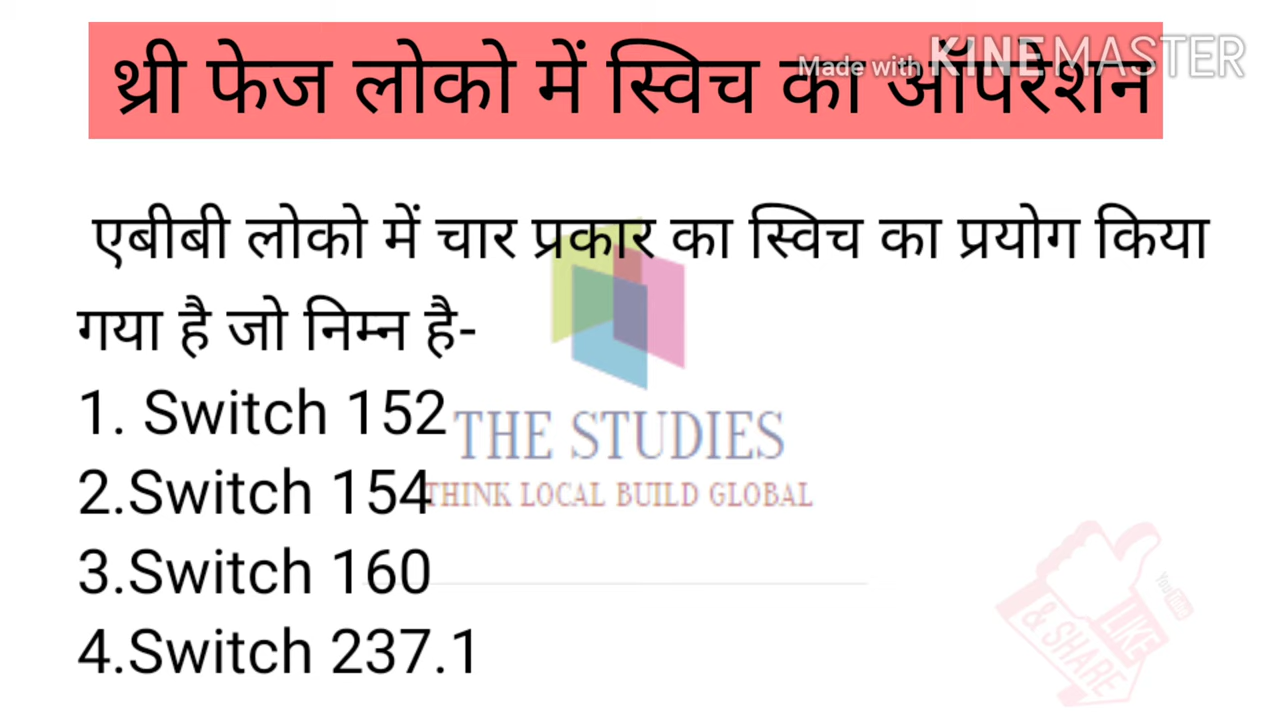 थ्री फेज लोको में स्विच का ऑपरेशन
Made with KINEMASTER
एबीबी लोको में चार प्रकार का स्विच का प्रयोग किया
गया है जो निम्न है-
1. Switch 152
THE STUDIES
2.Switch 154
THINK LOCAL BUILD GLOBAL
3.Switch 160
4.Switch 237.1
YouTube
LIKE
& SHARE